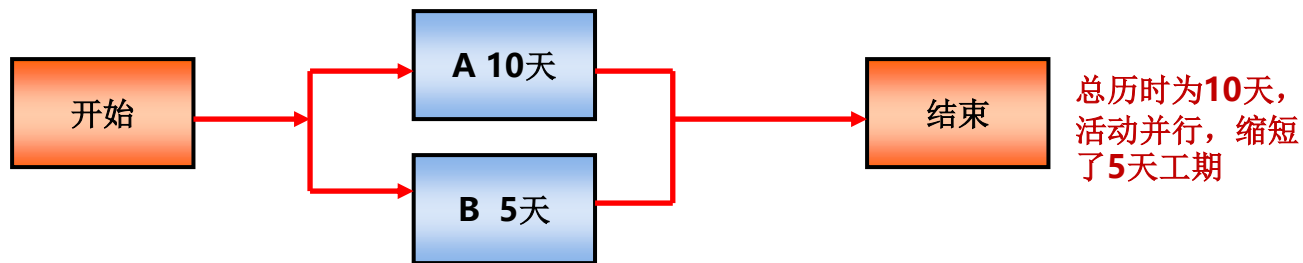 A 10天
开始
B  5天
结束
总历时为10天，
活动并行，缩短
了5天工期